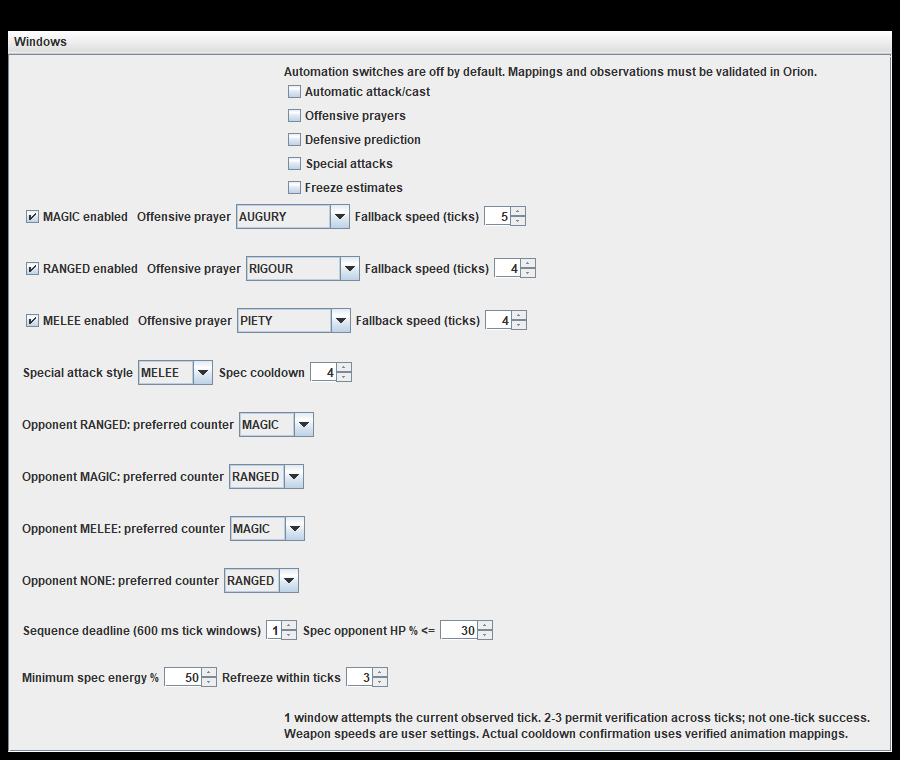 Windows
Automation switches are off by default. Mappings and observations must be validated in Orion.
Automatic attack/cast
Offensive prayers
Defensive prediction
Special attacks
Freeze estimates
MAGIC enabled Offensive prayer AUGURY Fallback speed (ticks) 5
RANGED enabled Offensive prayer RIGOUR Fallback speed (ticks) 4
MELEE enabled Offensive prayer PIETY Fallback speed (ticks) 4
Special attack style MELEE Spec cooldown 4
Opponent RANGED: preferred counter MAGIC
Opponent MAGIC: preferred counter RANGED
Opponent MELEE: preferred counter MAGIC
Opponent NONE: preferred counter RANGED
Sequence deadline (600 ms tick windows) 1 Spec opponent HP % <= 30
Minimum spec energy % 50 Refreeze within ticks 3
1 window attempts the current observed tick. 2-3 permit verification across ticks; not one-tick success.
Weapon speeds are user settings. Actual cooldown confirmation uses verified animation mappings.